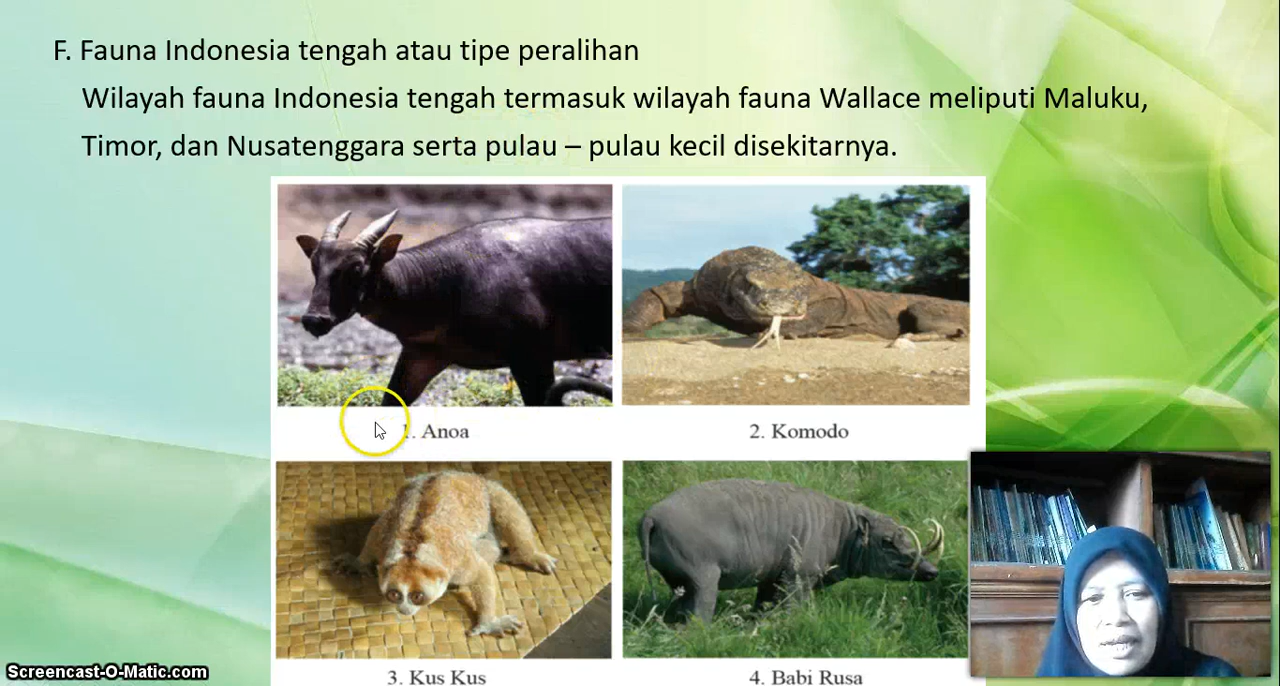 F. Fauna Indonesia tengah atau tipe peralihan
Wilayah fauna Indonesia tengah termasuk wilayah fauna Wallace meliputi Maluku,
Timor, dan Nusatenggara serta pulau – pulau kecil disekitarnya.
1. Anoa
2. Komodo
3. Kus Kus
4. Babi Rusa
Screencast-O-Matic.com